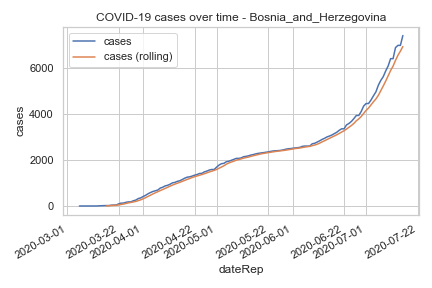 COVID-19 cases over time - Bosnia_and_Herzegovina
cases
cases (rolling)
cases
6000
4000
2000
0
2020-03-01
2020-03-22
2020-04-01
2020-04-22
2020-05-01
2020-05-22
2020-06-01
2020-06-22
2020-07-01
2020-07-22
dateRep